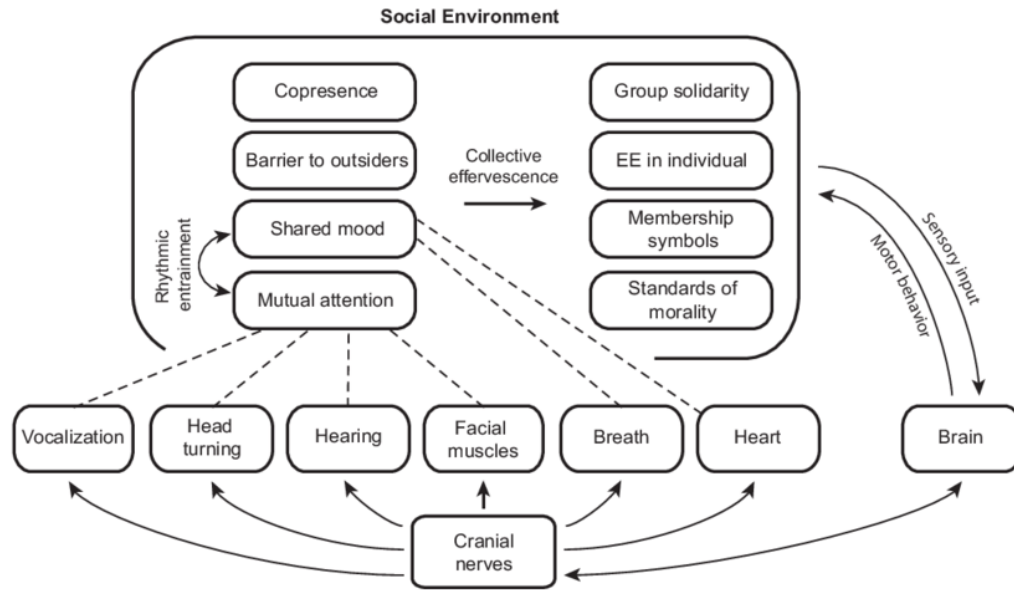 Social Environment
Copresence
Barrier to outsiders
Shared mood
Mutual attention
Rhythmic
entrainment
Collective
effervescence
Group solidarity
EE in individual
Membership
symbols
Standards of
morality
Sensory input
Motor behavior
Vocalization
Head
turning
Hearing
Facial
muscles
Breath
Heart
Brain
Cranial
nerves